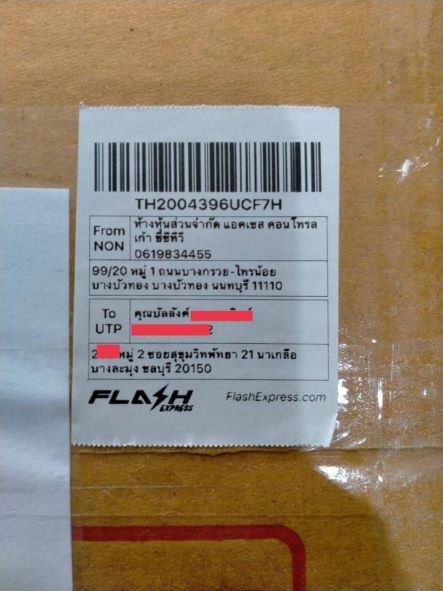 TH2004396UCF7H
From
NON
ห้างหุ้นส่วนจำกัด แอคเซส คอนโทรล
เก้า ซีซีทีวี
0619834455
99/20 หมู่ 1 ถนนบางกรวย-ไทรน้อย
บางบัวทอง บางบัวทอง นนทบุรี 11110
To
UTP
คุณบัลลังค์
2
2 หมู่ 2 ซอยสุขุมวิทพัทยา 21 นาเกลือ
บางละมุง ชลบุรี 20150
FLASH
EXPRESS
FlashExpress.com